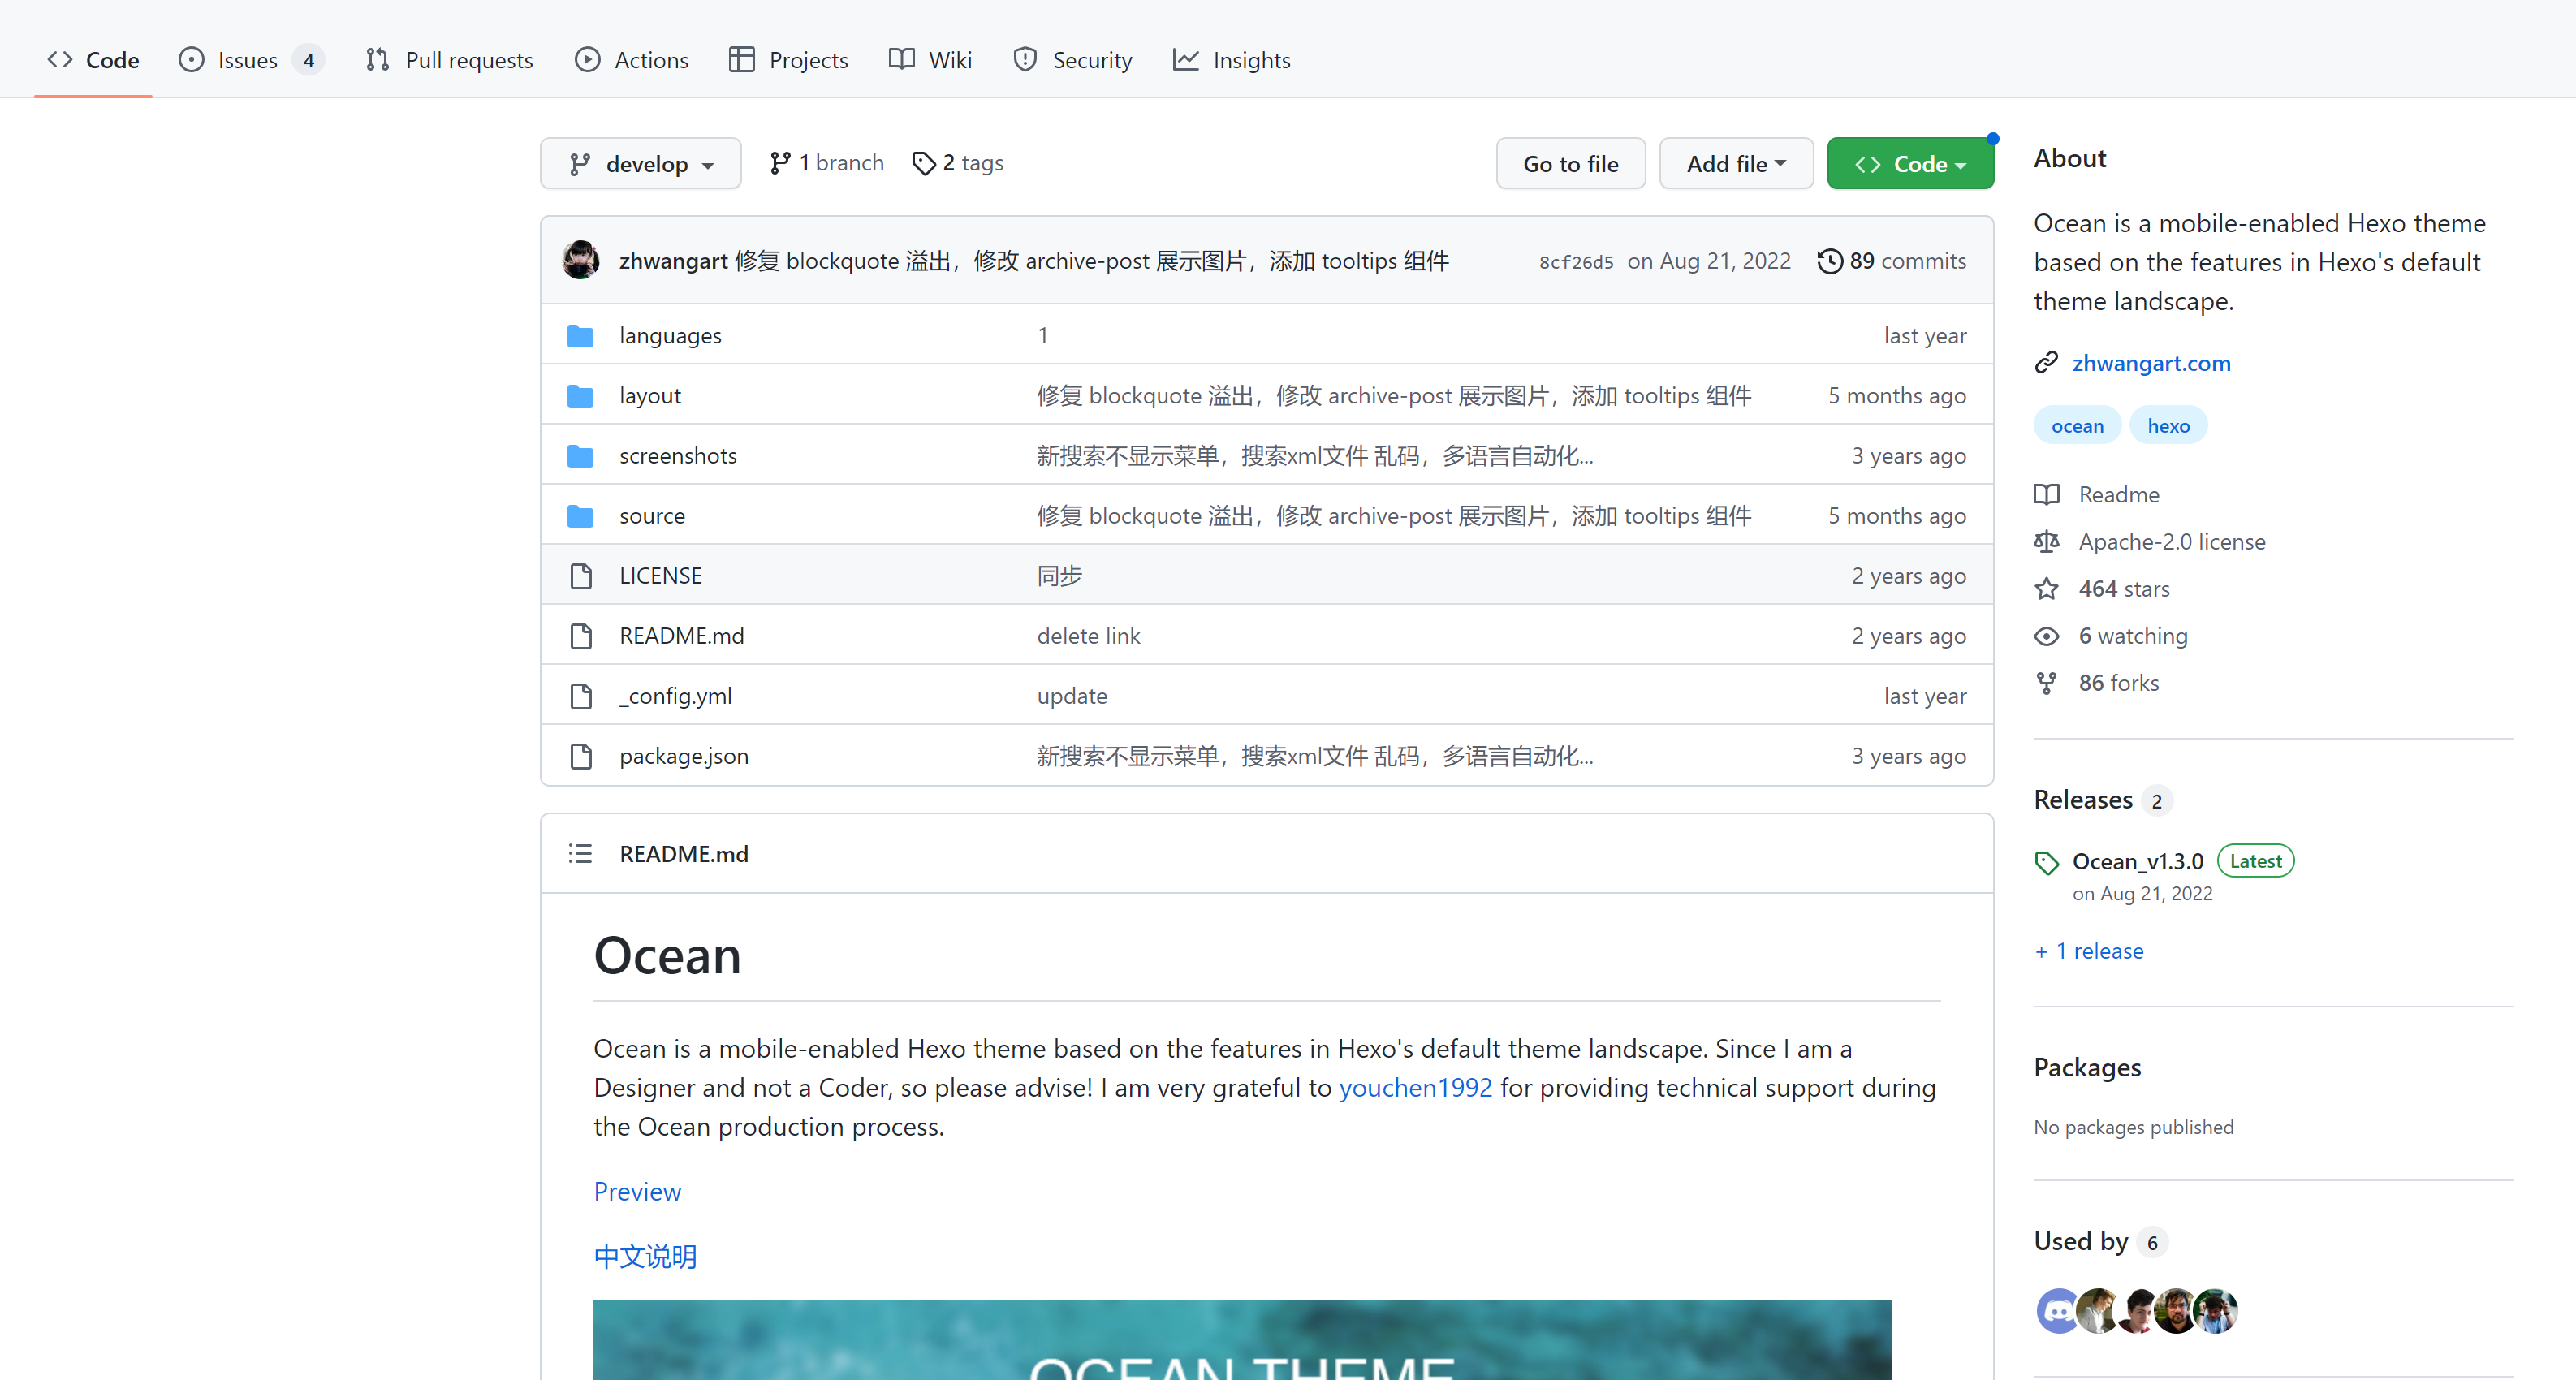 Code Issues 4 Pull requests Actions Projects Wiki Security Insights
develop 1 branch 2 tags Go to file Add file Code
zhwangart 修复 blockquote 溢出，修改 archive-post 展示图片，添加 tooltips 组件 8cf26d5 on Aug 21, 2022 89 commits
languages 1 last year
layout 修复 blockquote 溢出，修改 archive-post 展示图片，添加 tooltips 组件 5 months ago
screenshots 新搜索不显示菜单，搜索xml文件 乱码，多语言自动化... 3 years ago
source 修复 blockquote 溢出，修改 archive-post 展示图片，添加 tooltips 组件 5 months ago
LICENSE 同步 2 years ago
README.md delete link 2 years ago
_config.yml update last year
package.json 新搜索不显示菜单，搜索xml文件 乱码，多语言自动化... 3 years ago
README.md
Ocean
Ocean is a mobile-enabled Hexo theme based on the features in Hexo's default theme landscape. Since I am a
Designer and not a Coder, so please advise! I am very grateful to youchen1992 for providing technical support during
the Ocean production process.
Preview
中文说明
OCEAN THEME
About
Ocean is a mobile-enabled Hexo theme
based on the features in Hexo's default
theme landscape.
zhwangart.com
ocean hexo
Readme
Apache-2.0 license
464 stars
6 watching
86 forks
Releases 2
Ocean_v1.3.0 Latest
on Aug 21, 2022
+ 1 release
Packages
No packages published
Used by 6